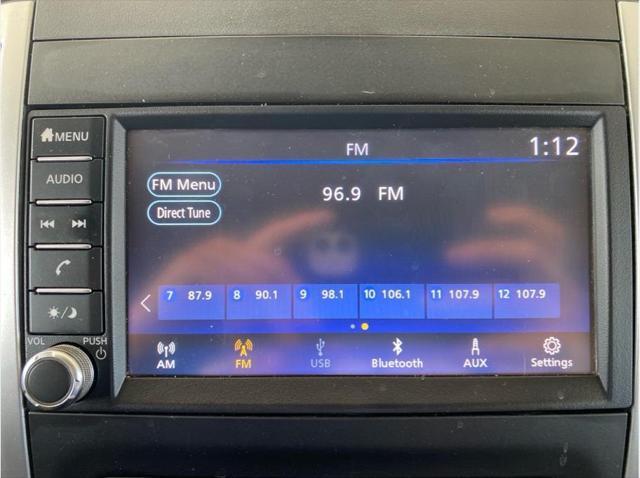 MENU
AUDIO
VOL
PUSH
FM
1:12
FM Menu
96.9 FM
Direct Tune
7 87.9 8 90.1 9 98.1 10 106.1 11 107.9 12 107.9
AM FM USB Bluetooth AUX Settings